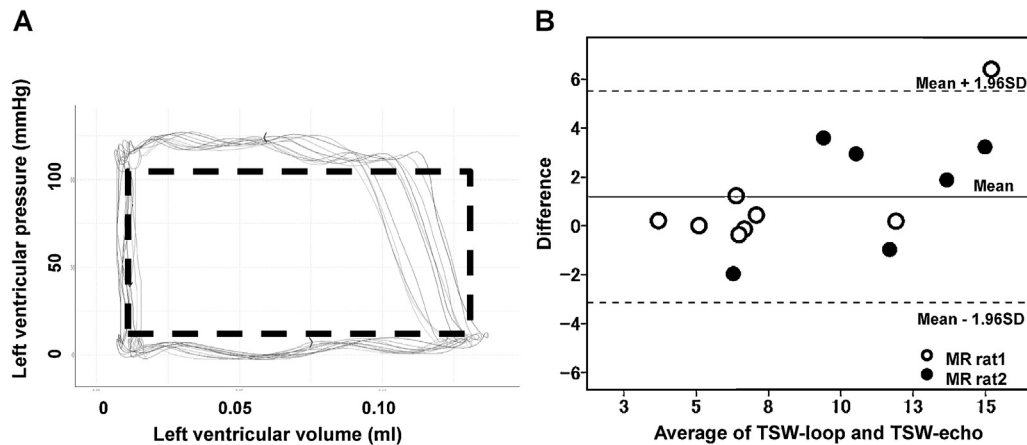 A
Left ventricular pressure (mmHg)
100
50
0
0
0.05
0.10
Left ventricular volume (ml)
B
Difference
6
4
2
0
−2
−4
−6
Mean + 1.96SD
Mean
Mean - 1.96SD
MR rat1
MR rat2
3
5
8
10
13
15
Average of TSW-loop and TSW-echo